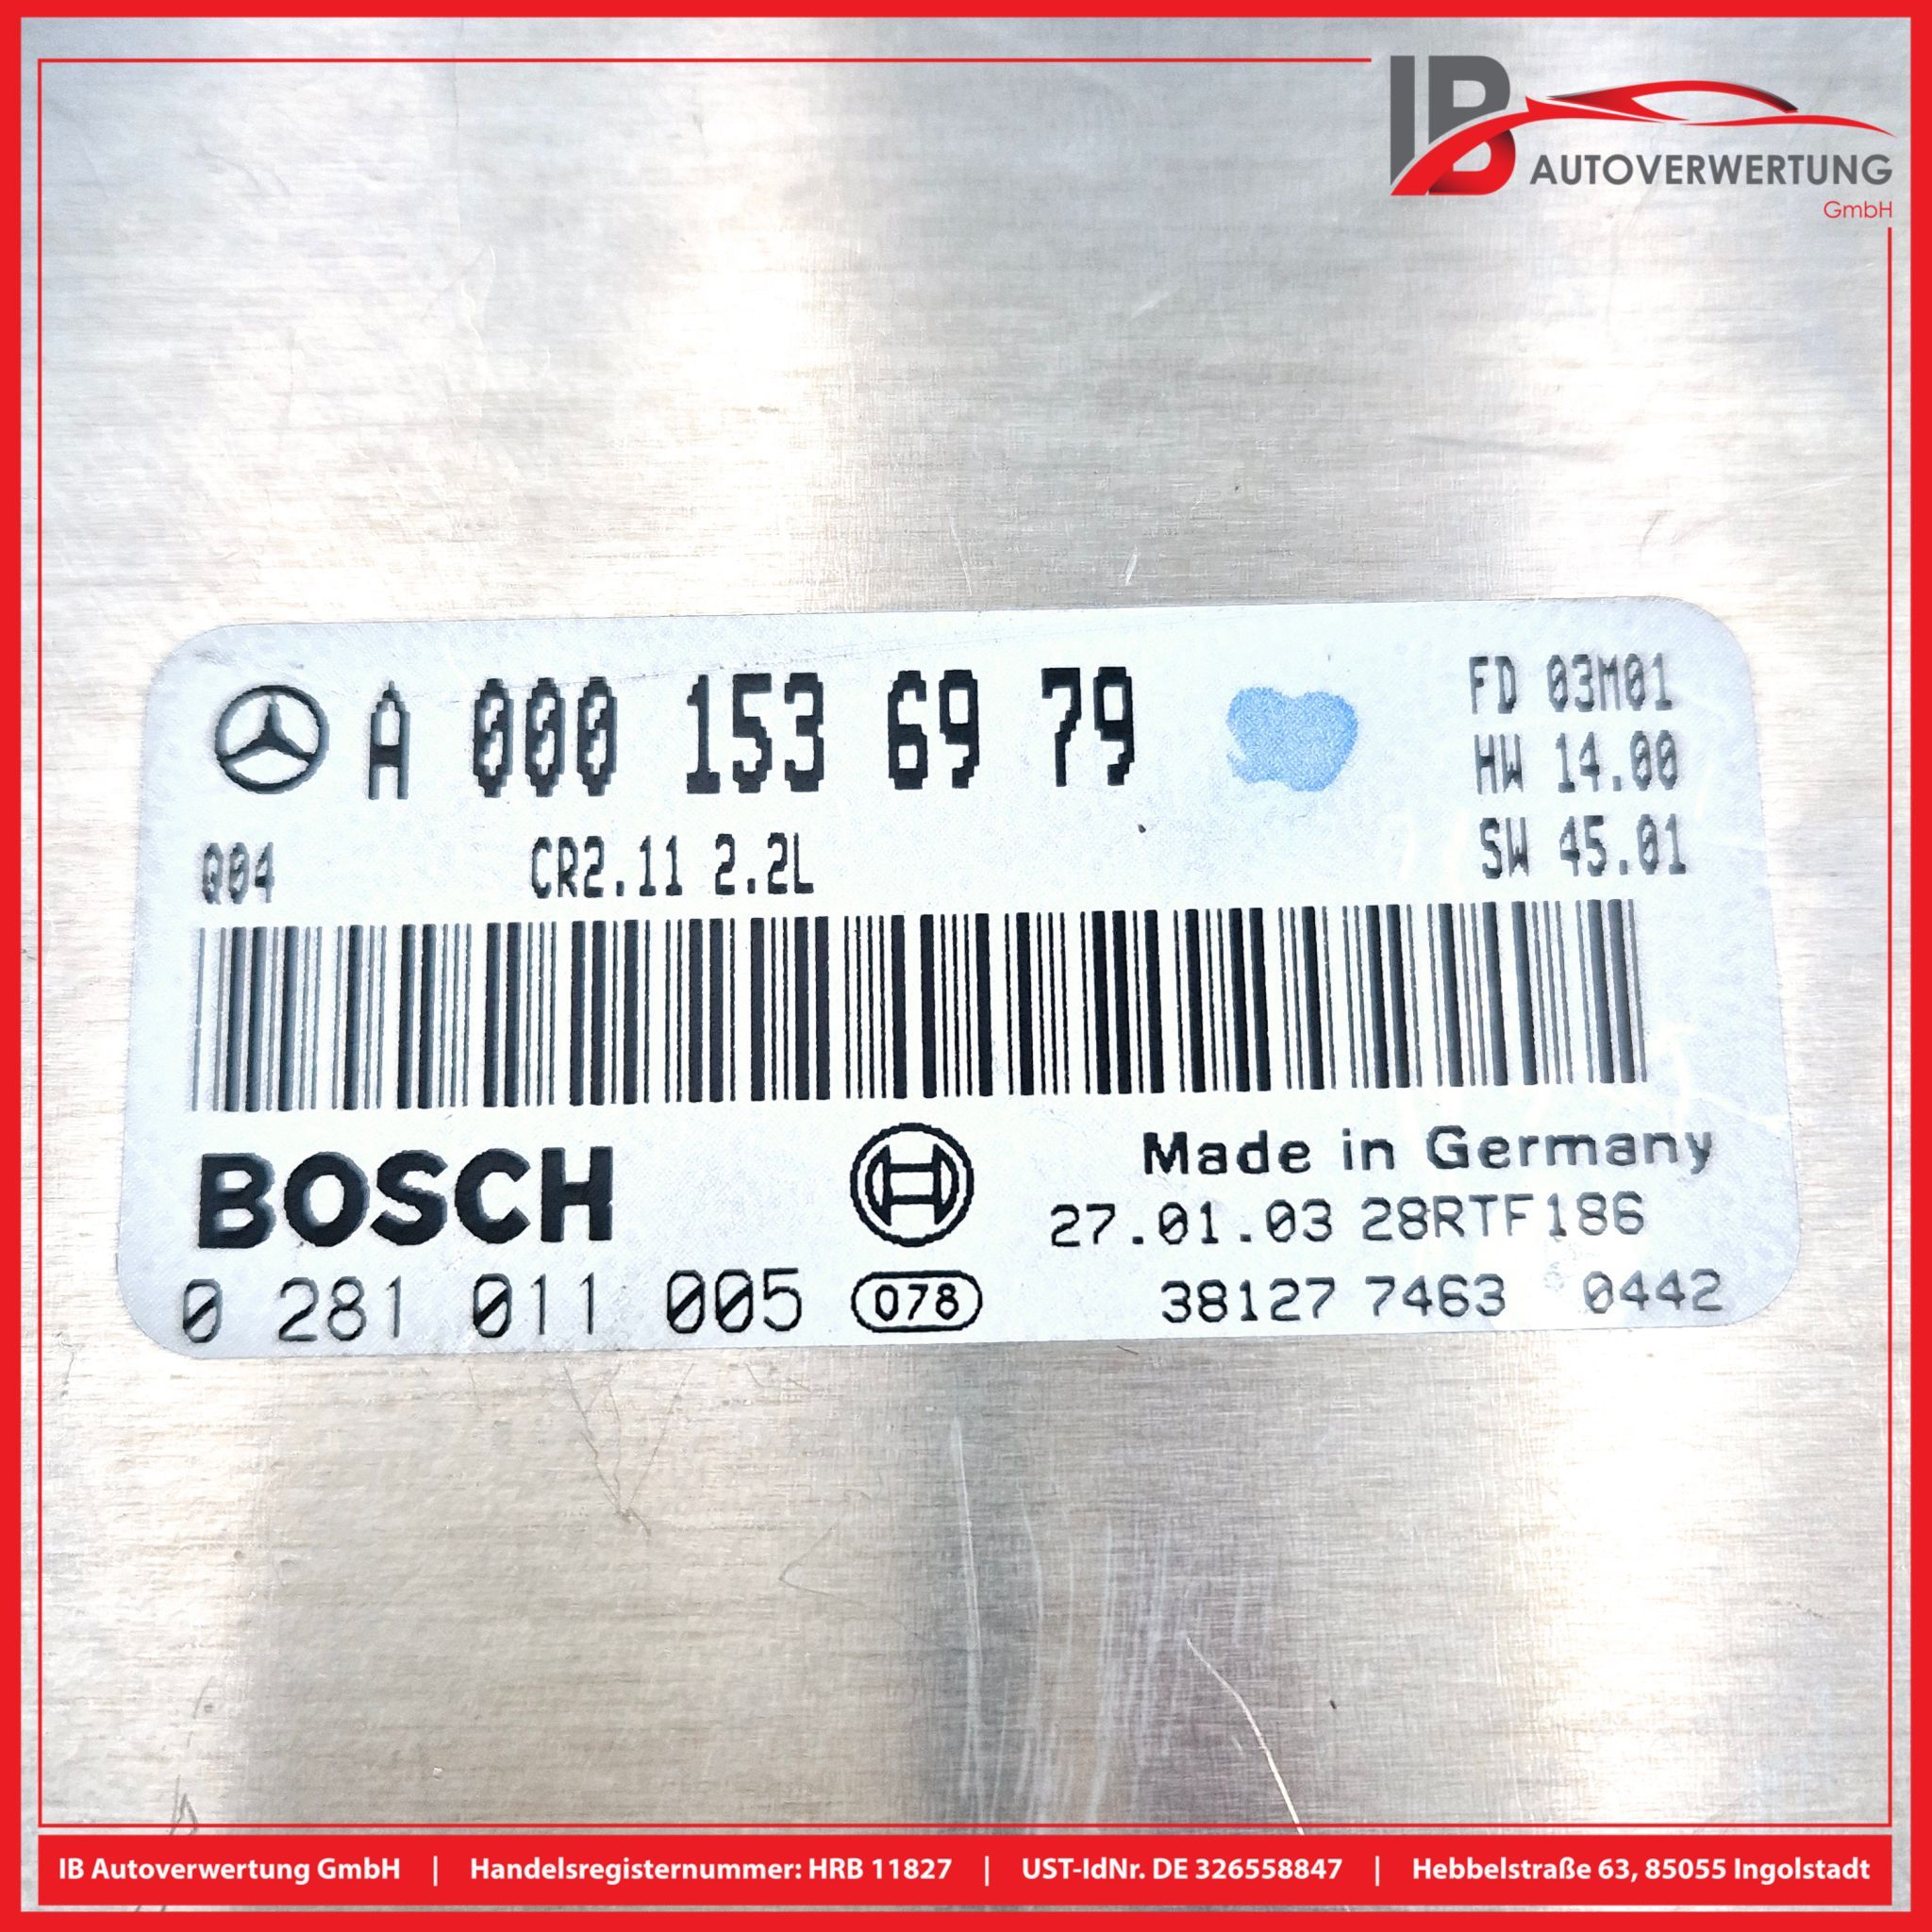 IB AUTOVERWERTUNG
GmbH
A 000 153 69 79
FD 03M01
HW 14.00
Q04 CR2.11 2.2L
SW 45.01
BOSCH
Made in Germany
27.01.03 28RTF186
0 281 011 005 078
38127 7463 0442
IB Autoverwertung GmbH | Handelsregisternummer: HRB 11827 | UST-IdNr. DE 326558847 | Hebbelstraße 63, 85055 Ingolstadt